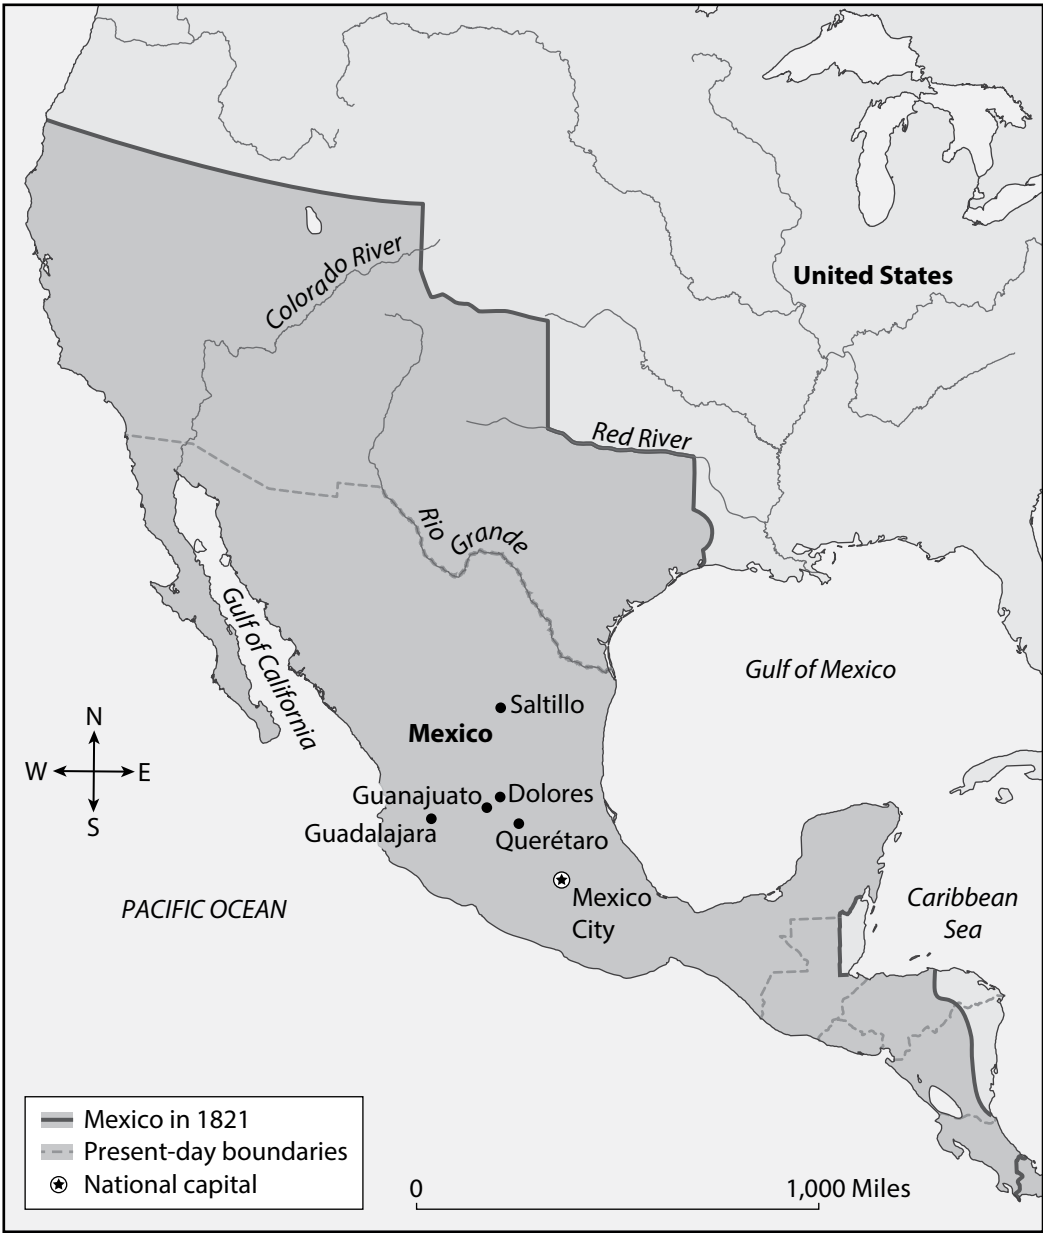 Colorado River
United States
Red River
Rio
Grande
Gulf of California
Gulf of Mexico
Saltillo
Mexico
N
W
E
S
Guanajuato
Dolores
Guadalajara
Querétaro
Mexico
City
PACIFIC OCEAN
Caribbean
Sea
Mexico in 1821
Present-day boundaries
National capital
0
1,000 Miles